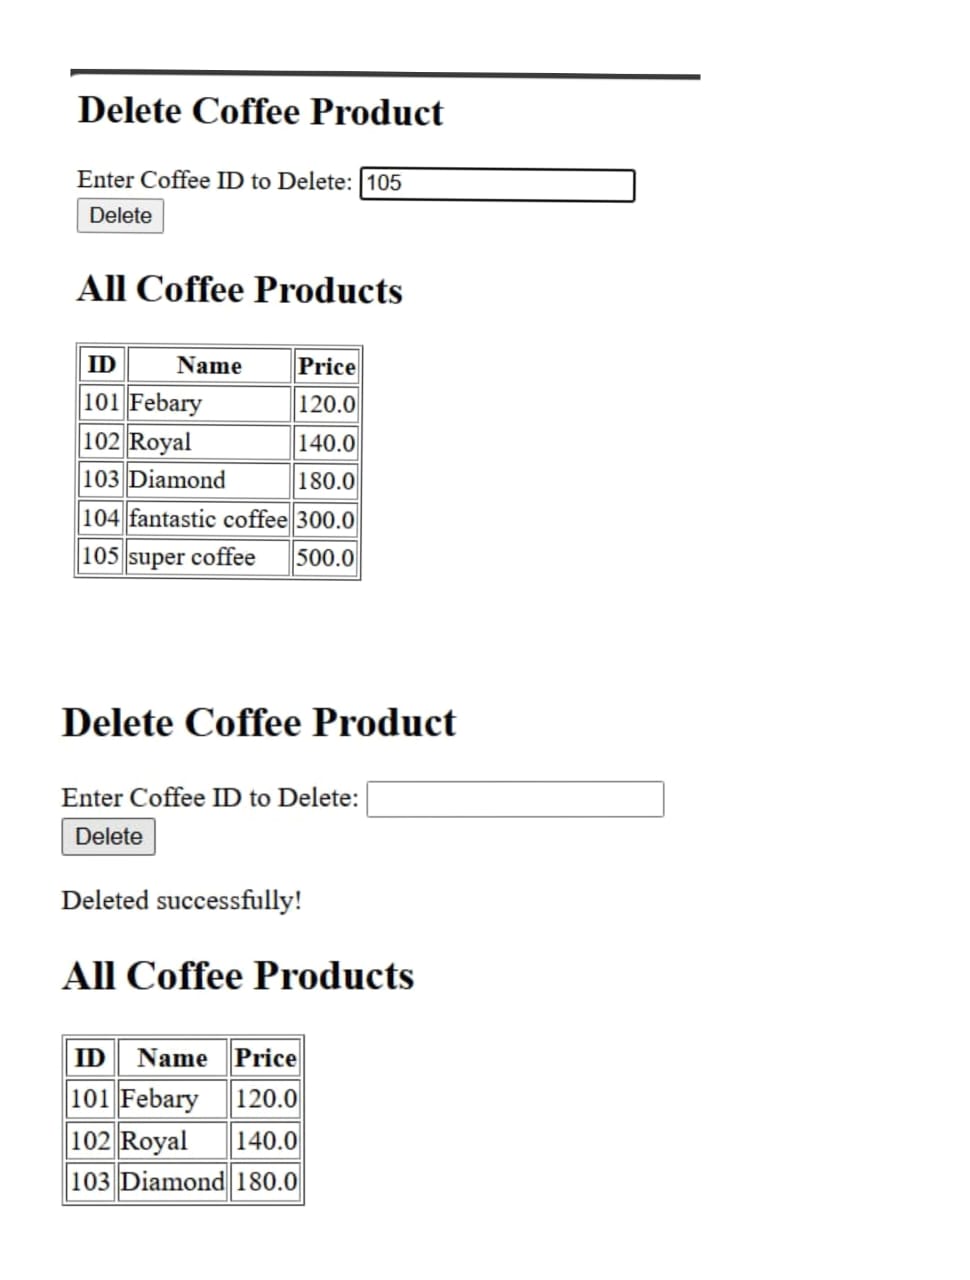 Delete Coffee Product
Enter Coffee ID to Delete: 105
Delete
All Coffee Products
ID Name Price
101 Febary 120.0
102 Royal 140.0
103 Diamond 180.0
104 fantastic coffee 300.0
105 super coffee 500.0
Delete Coffee Product
Enter Coffee ID to Delete:
Delete
Deleted successfully!
All Coffee Products
ID Name Price
101 Febary 120.0
102 Royal 140.0
103 Diamond 180.0